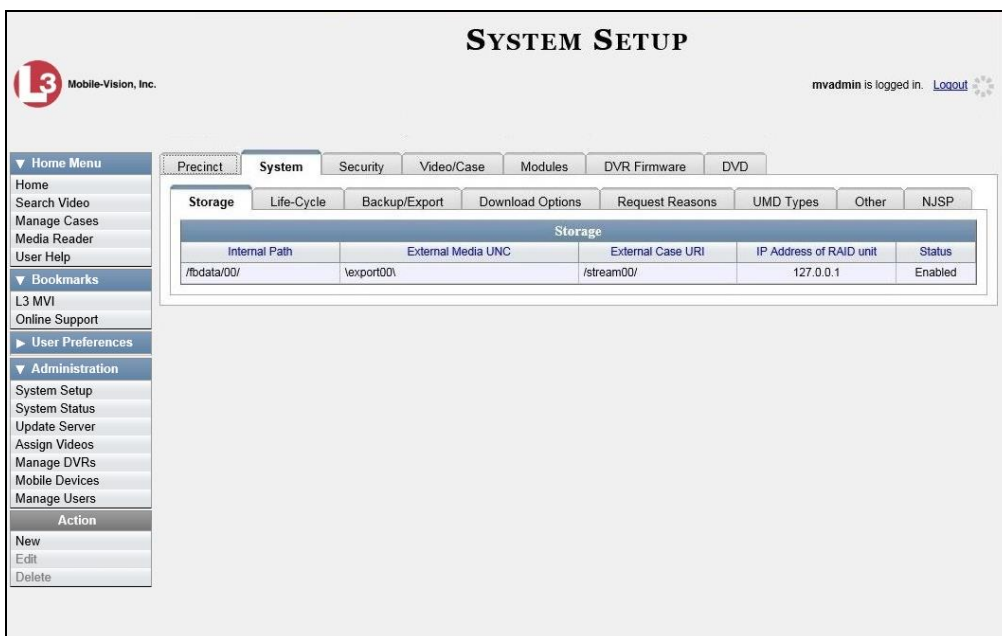 SYSTEM SETUP
L3 Mobile-Vision, Inc.
mvadmin is logged in. Logout
▼ Home Menu
Home
Search Video
Manage Cases
Media Reader
User Help
▼ Bookmarks
L3 MVI
Online Support
► User Preferences
▼ Administration
System Setup
System Status
Update Server
Assign Videos
Manage DVRs
Mobile Devices
Manage Users
Action
New
Edit
Delete
Precinct System Security Video/Case Modules DVR Firmware DVD
Storage Life-Cycle Backup/Export Download Options Request Reasons UMD Types Other NJSP
Storage
Internal Path External Media UNC External Case URI IP Address of RAID unit Status
/fbdata/00/ \export00\ /stream00/ 127.0.0.1 Enabled